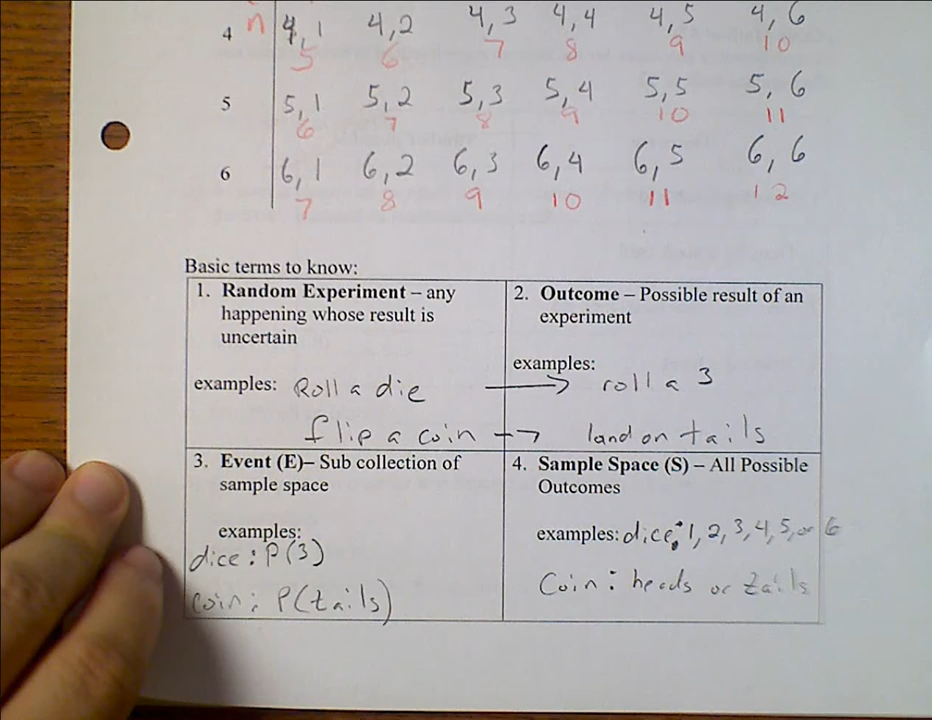 4 n 4,1 4,2 4,3 4,4 4,5 4,6
5 6 7 8 9 10
5 5,1 5,2 5,3 5,4 5,5 5,6
6 7 8 9 10 11
6 6,1 6,2 6,3 6,4 6,5 6,6
7 8 9 10 11 12
Basic terms to know:
1. Random Experiment – any
happening whose result is
uncertain
examples: Roll a die
flip a coin →
2. Outcome – Possible result of an
experiment
examples:
→ roll a 3
land on tails
3. Event (E)– Sub collection of
sample space
examples:
dice: P(3)
coin: P(tails)
4. Sample Space (S) – All Possible
Outcomes
examples: dice: 1, 2, 3, 4, 5, or 6
Coin: heads or tails